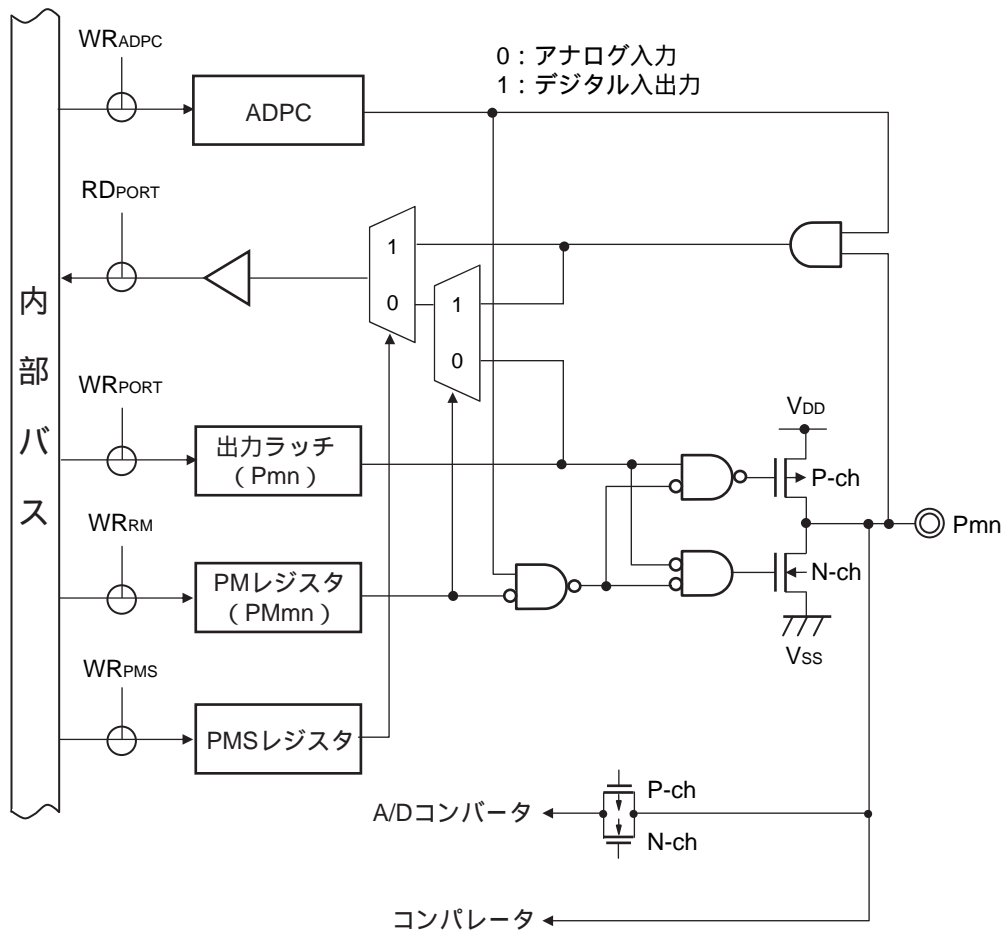 WRADPC
0：アナログ入力
1：デジタル入出力
ADPC
RDPORT
1
0
1
0
内部バス
WRPORT
出力ラッチ
（Pmn）
VDD
P-ch
Pmn
N-ch
VSS
WRRM
PMレジスタ
（PMmn）
WRPMS
PMSレジスタ
P-ch
A/Dコンバータ
N-ch
コンパレータ